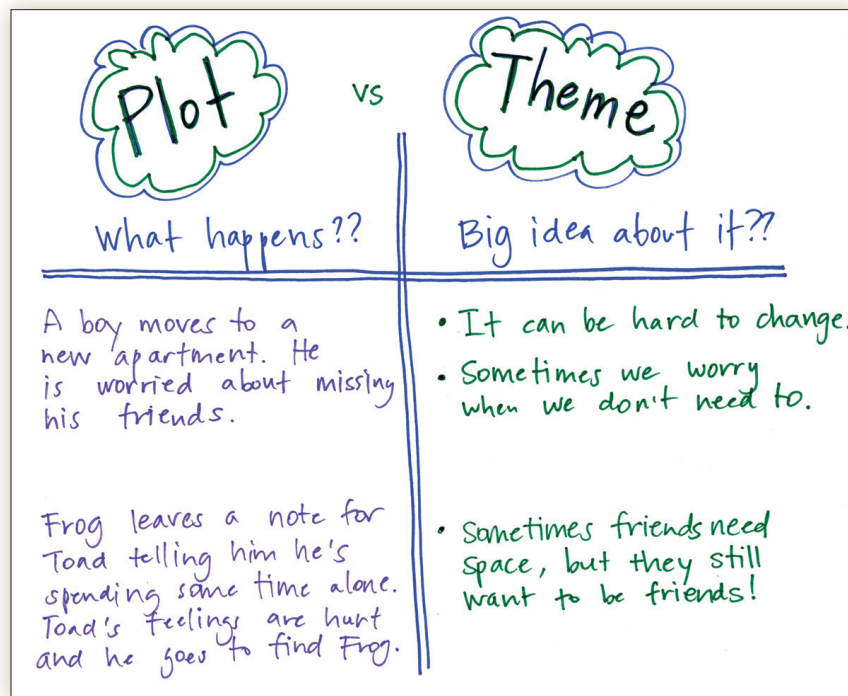 Plot vs Theme
What happens??
Big idea about it??
A boy moves to a
new apartment. He
is worried about missing
his friends.
• It can be hard to change.
• Sometimes we worry
when we don't need to.
Frog leaves a note for
Toad telling him he's
spending some time alone.
Toad's feelings are hurt
and he goes to find Frog.
• Sometimes friends need
space, but they still
want to be friends!